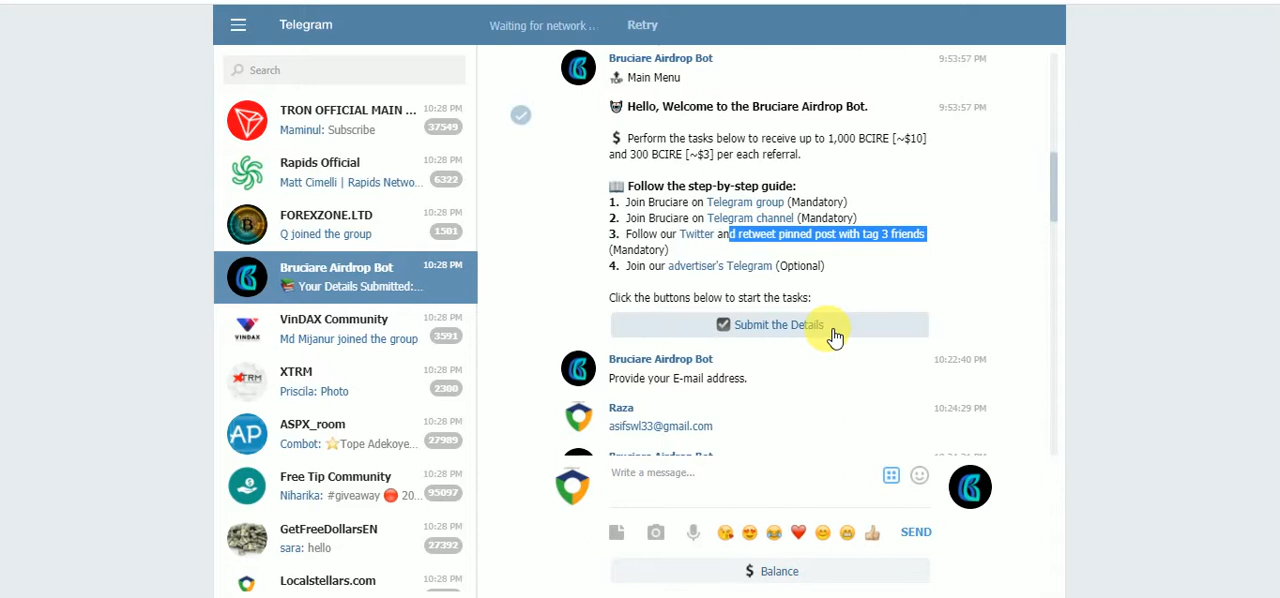 Telegram
Waiting for network...
Retry
Search
TRON OFFICIAL MAIN ... 10:28 PM
Maminul: Subscribe 37549
Rapids Official 10:28 PM
Matt Cimelli | Rapids Netwo... 6322
FOREXZONE.LTD 10:28 PM
Q joined the group 1501
Bruciare Airdrop Bot 10:28 PM
Your Details Submitted:...
VinDAX Community 10:28 PM
Md Mijanur joined the group 3591
XTRM 10:28 PM
Priscila: Photo 2300
ASPX_room 10:28 PM
Combot: Tope Adekoye... 27989
Free Tip Community 10:28 PM
Niharika: #giveaway 20... 95097
GetFreeDollarsEN 10:28 PM
sara: hello 27392
Localstellars.com 10:28 PM
Bruciare Airdrop Bot 9:53:57 PM
Main Menu
Hello, Welcome to the Bruciare Airdrop Bot. 9:53:57 PM
$ Perform the tasks below to receive up to 1,000 BCIRE [~$10]
and 300 BCIRE [~$3] per each referral.
Follow the step-by-step guide:
1. Join Bruciare on Telegram group (Mandatory)
2. Join Bruciare on Telegram channel (Mandatory)
3. Follow our Twitter and retweet pinned post with tag 3 friends
(Mandatory)
4. Join our advertiser's Telegram (Optional)
Click the buttons below to start the tasks:
Submit the Details
Bruciare Airdrop Bot 10:22:40 PM
Provide your E-mail address.
Raza 10:24:29 PM
asifswl33@gmail.com
Write a message...
SEND
$ Balance
AP
XTRM
VINDAX